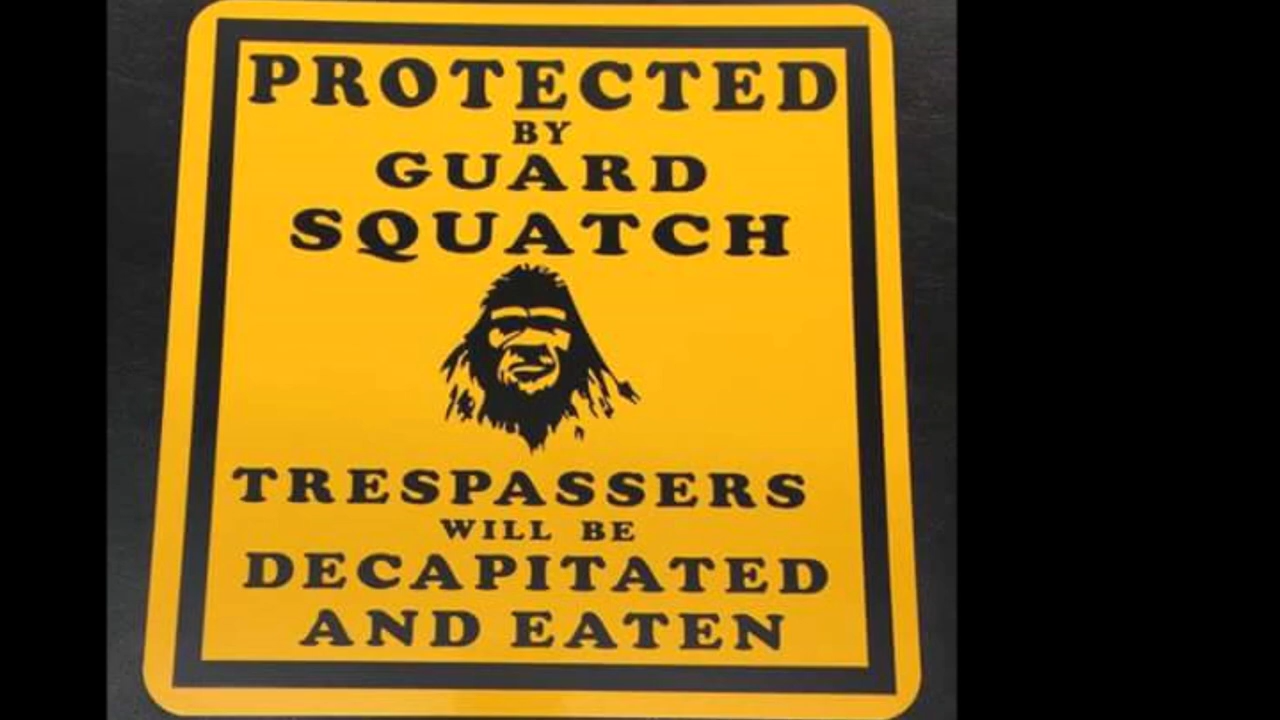 PROTECTED
BY
GUARD
SQUATCH
TRESPASSERS
WILL BE
DECAPITATED
AND EATEN